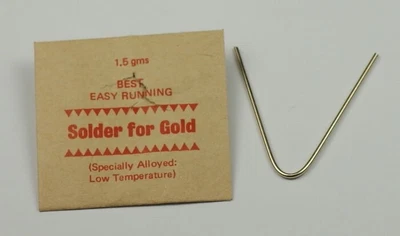 1.5 gms
BEST
EASY RUNNING
Solder for Gold
(Specially Alloyed:
Low Temperature)